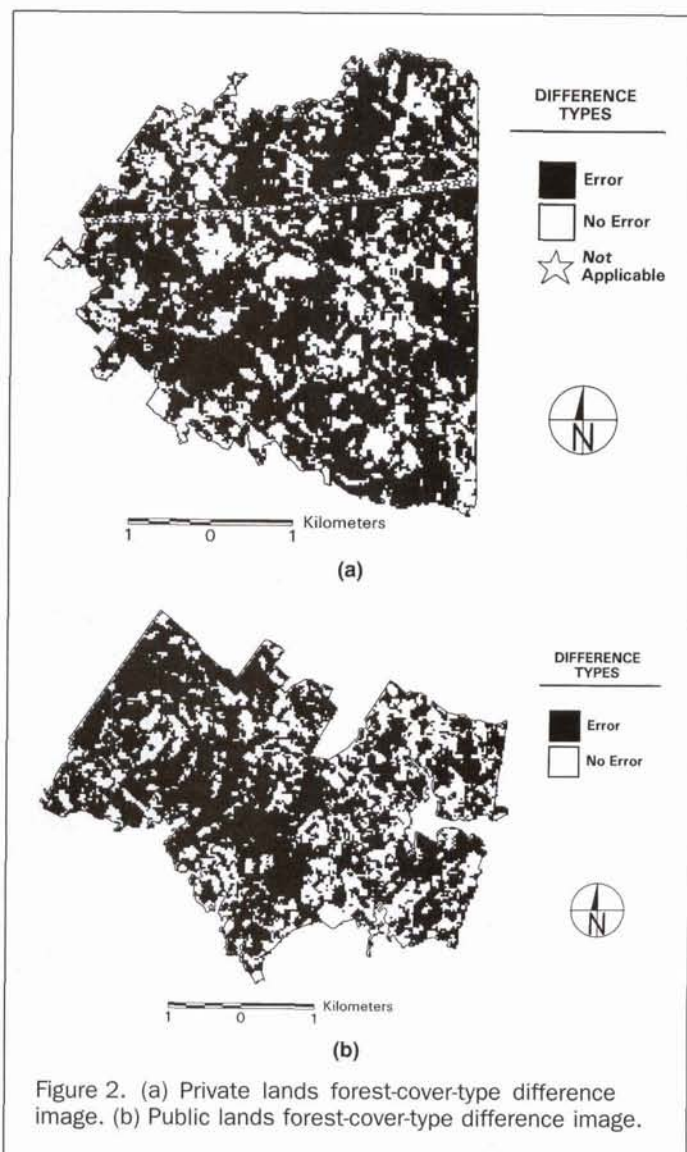 DIFFERENCE
TYPES
Error
No Error
Not
Applicable
N
1 0 1 Kilometers
(a)
DIFFERENCE
TYPES
Error
No Error
N
1 0 1 Kilometers
(b)
Figure 2. (a) Private lands forest-cover-type difference
image. (b) Public lands forest-cover-type difference image.